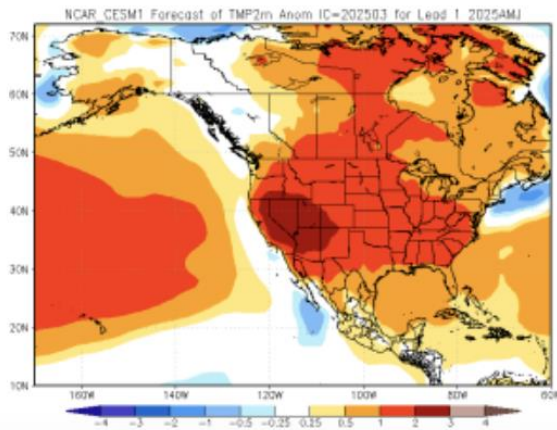 NCAR_CESM1 Forecast of TMP2m Anom IC=202503 for Lead 1 2025AMJ
70N
60N
50N
40N
30N
20N
10N
160W 140W 120W 100W 80W 60W
-4 -3 -2 -1 -0.5 -0.25 0.25 0.5 1 2 3 4